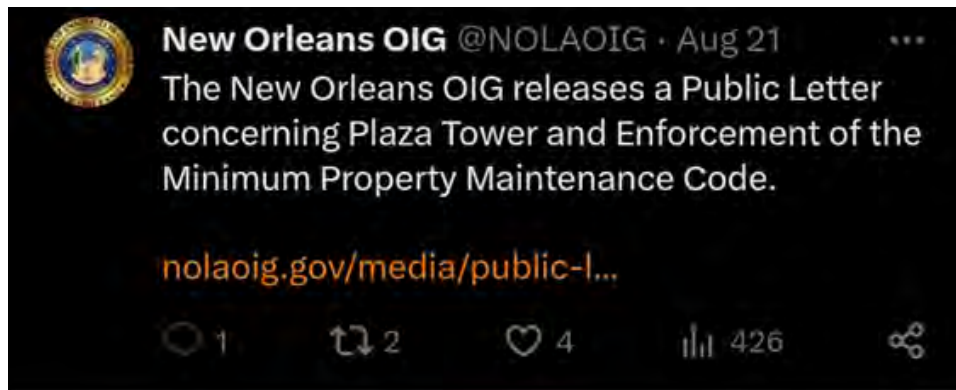 New Orleans OIG @NOLAOIG · Aug 21
The New Orleans OIG releases a Public Letter
concerning Plaza Tower and Enforcement of the
Minimum Property Maintenance Code.
nolaoig.gov/media/public-l...
1 2 4 426